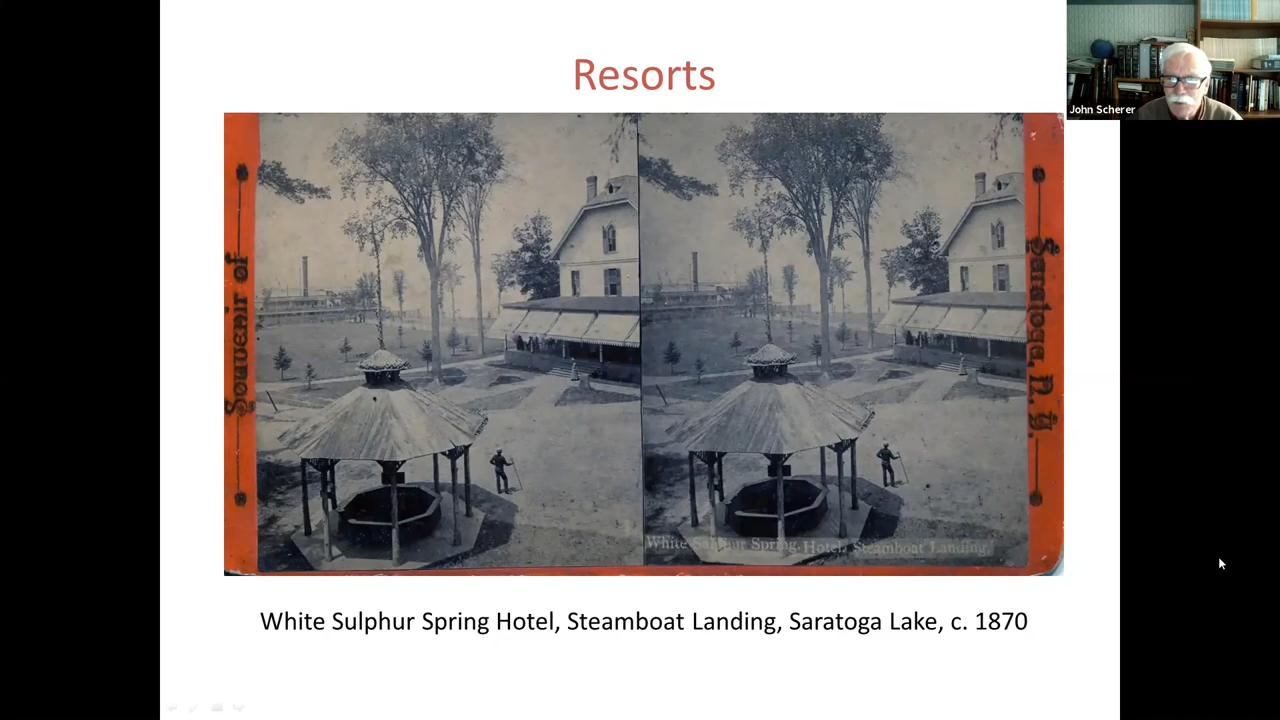 Resorts
John Scherer
Souvenir of
Saratoga N. Y.
White Sulphur Spring Hotel, Steamboat Landing.
White Sulphur Spring Hotel, Steamboat Landing, Saratoga Lake, c. 1870